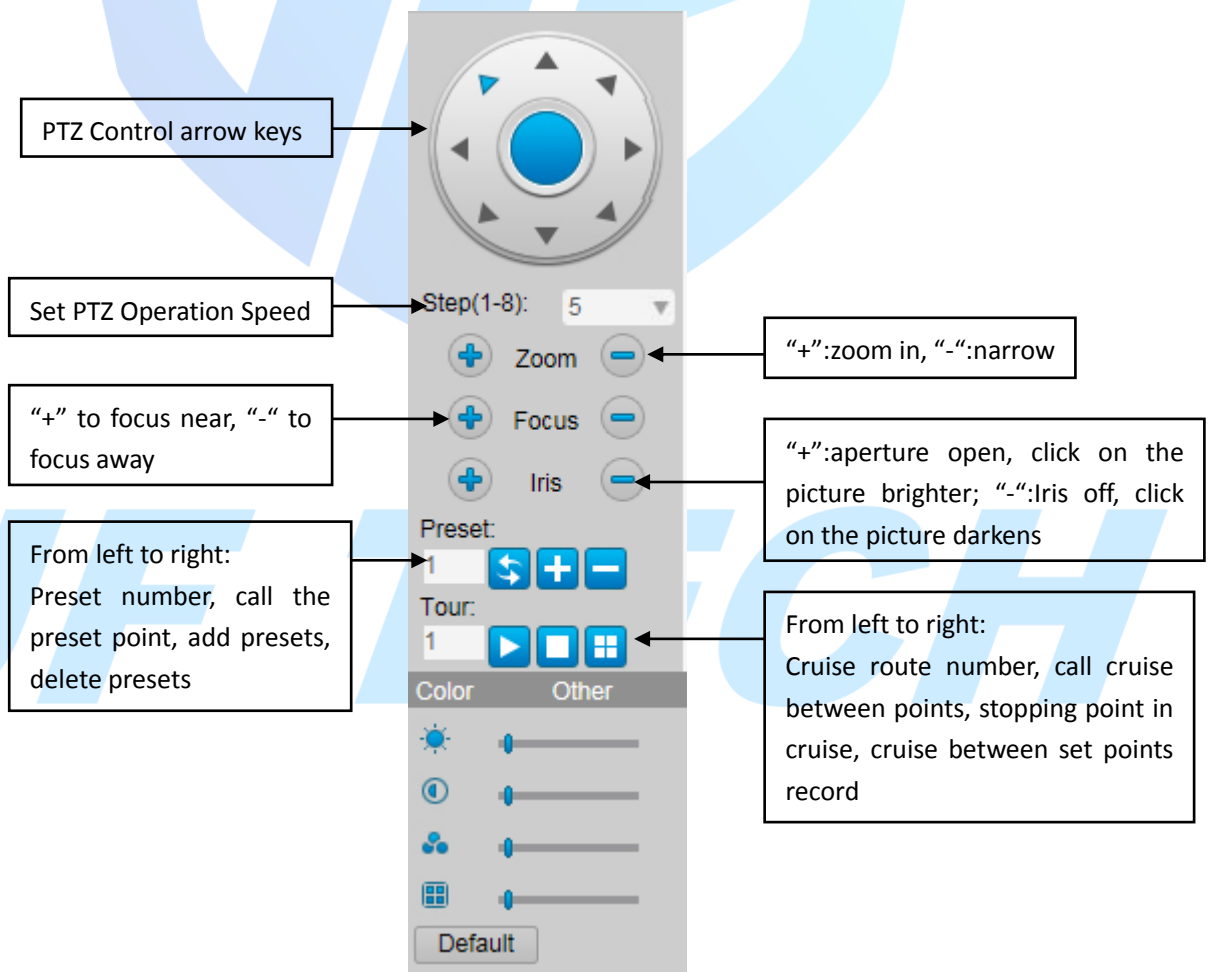 PTZ Control arrow keys
Set PTZ Operation Speed
Step(1-8):
5
Zoom
“+”:zoom in, “-“:narrow
“+” to focus near, “-“ to
focus away
Focus
Iris
“+”:aperture open, click on the
picture brighter; “-“:Iris off, click
on the picture darkens
From left to right:
Preset number, call the
preset point, add presets,
delete presets
Preset:
1
Tour:
1
From left to right:
Cruise route number, call cruise
between points, stopping point in
cruise, cruise between set points
record
Color Other
Default